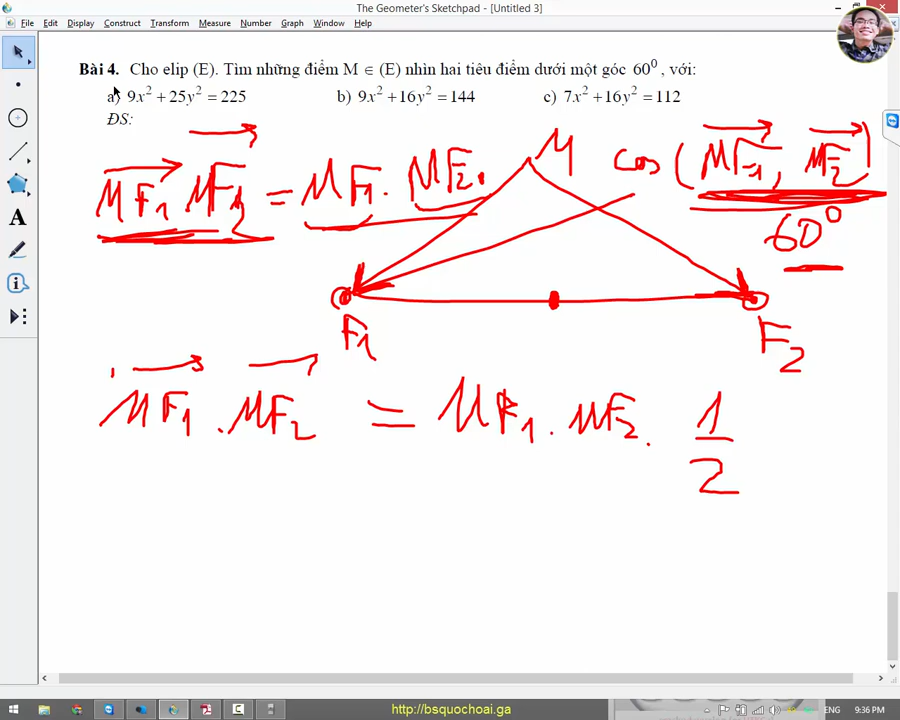 The Geometer's Sketchpad - [Untitled 3]
File Edit Display Construct Transform Measure Number Graph Window Help
Bài 4. Cho elip (E). Tìm những điểm M ∈ (E) nhìn hai tiêu điểm dưới một góc 60⁰ , với:
a) 9x² + 25y² = 225 b) 9x² + 16y² = 144 c) 7x² + 16y² = 112
ĐS:
M
MF₁ . MF₂ = MF₁ . MF₂ . cos (MF₁, MF₂)
60⁰
F₁ F₂
MF₁ . MF₂ = MF₁ . MF₂ . 1/2
A
http://bsquochoai.ga
ENG 9:36 PM